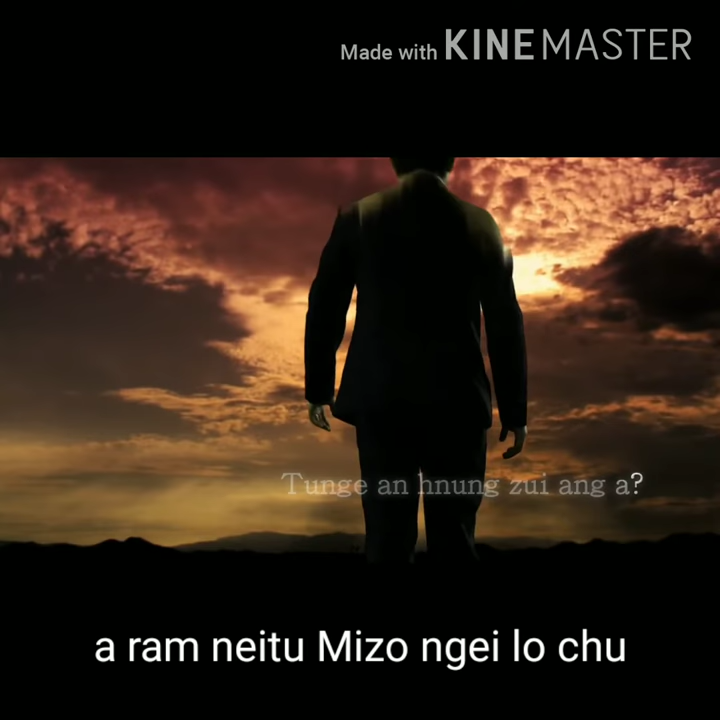 Made with KINEMASTER
Tunge an hnung zui ang a?
a ram neitu Mizo ngei lo chu